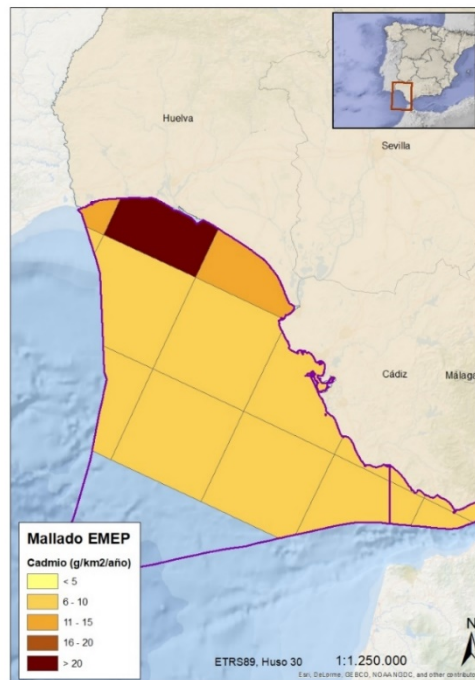 Huelva
Sevilla
Cádiz
Málaga
Mallado EMEP
Cadmio (g/km2/año)
< 5
6 - 10
11 - 15
16 - 20
> 20
N
ETRS89, Huso 30 1:1.250.000
Esri, DeLorme, GEBCO, NOAA NGDC, and other contributors